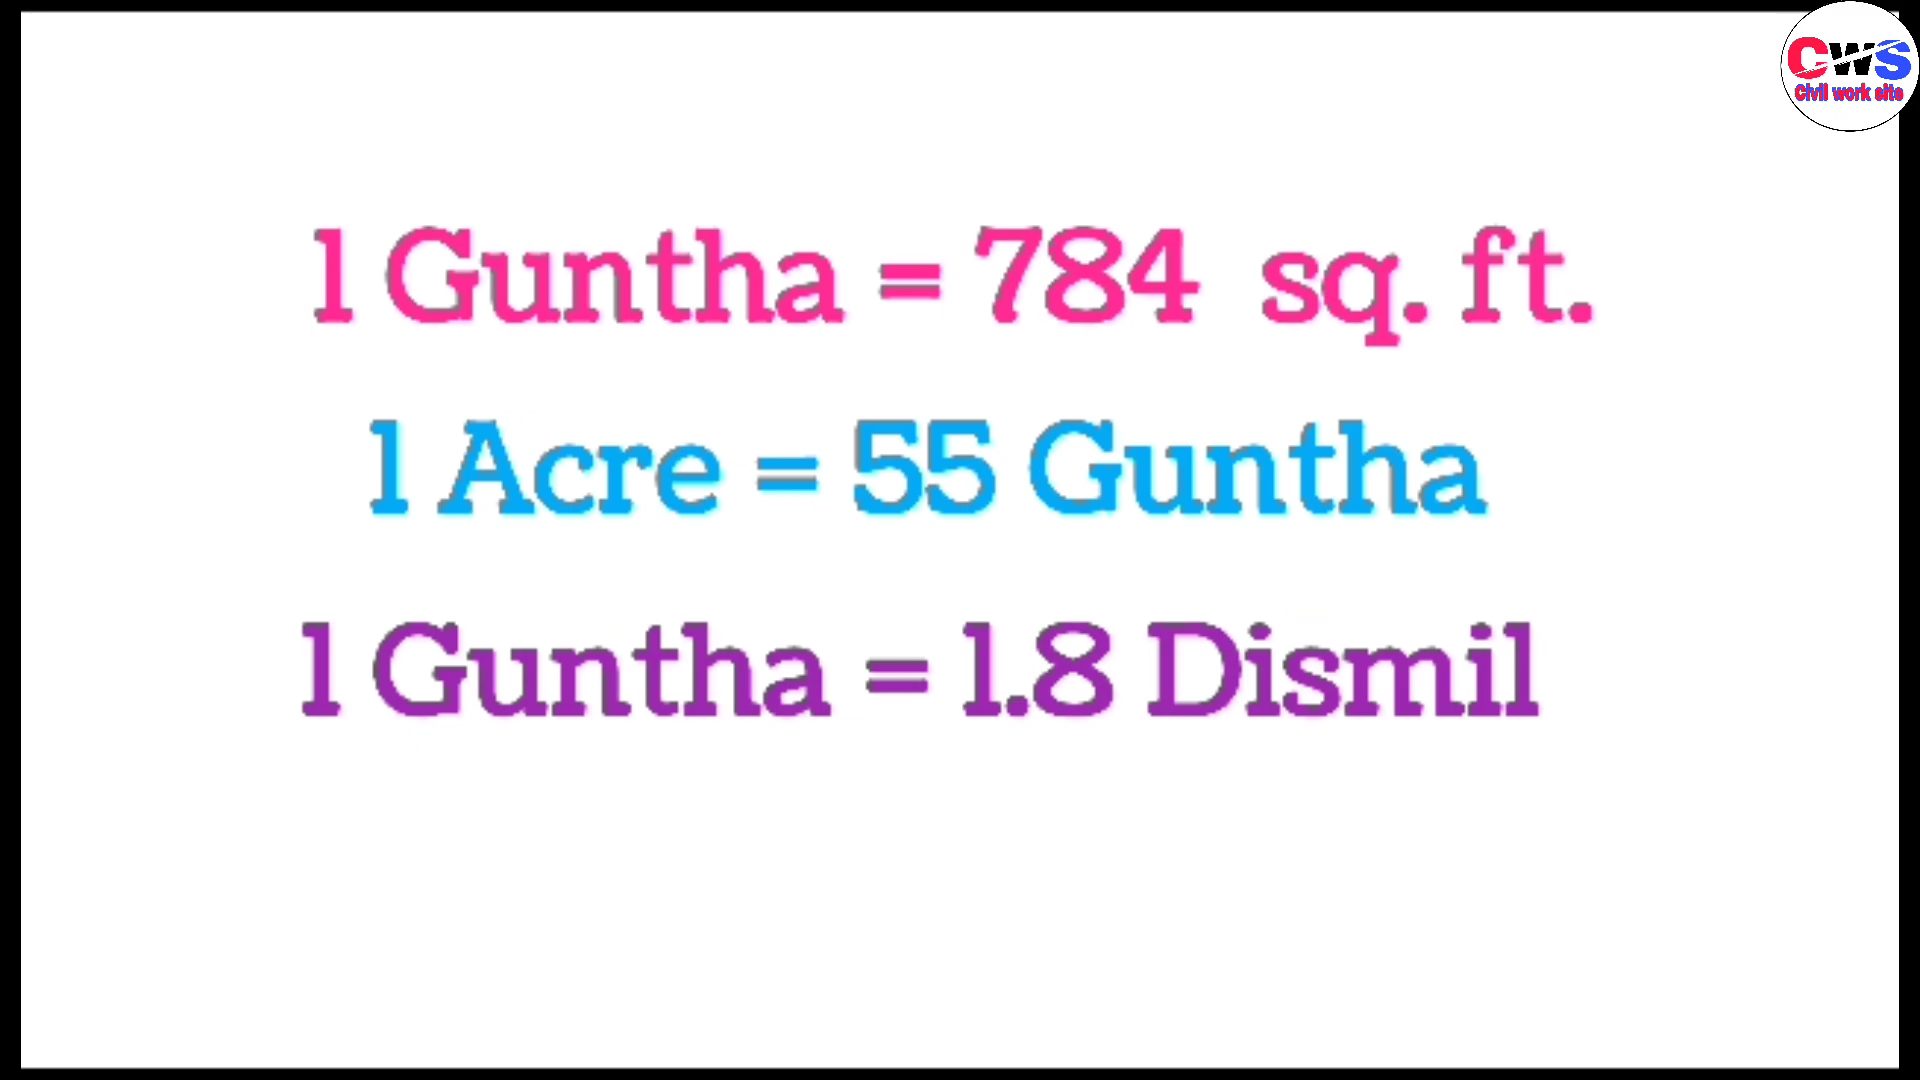 CWS
Civil work site
1 Guntha = 784 sq. ft.
1 Acre = 55 Guntha
1 Guntha = 1.8 Dismil